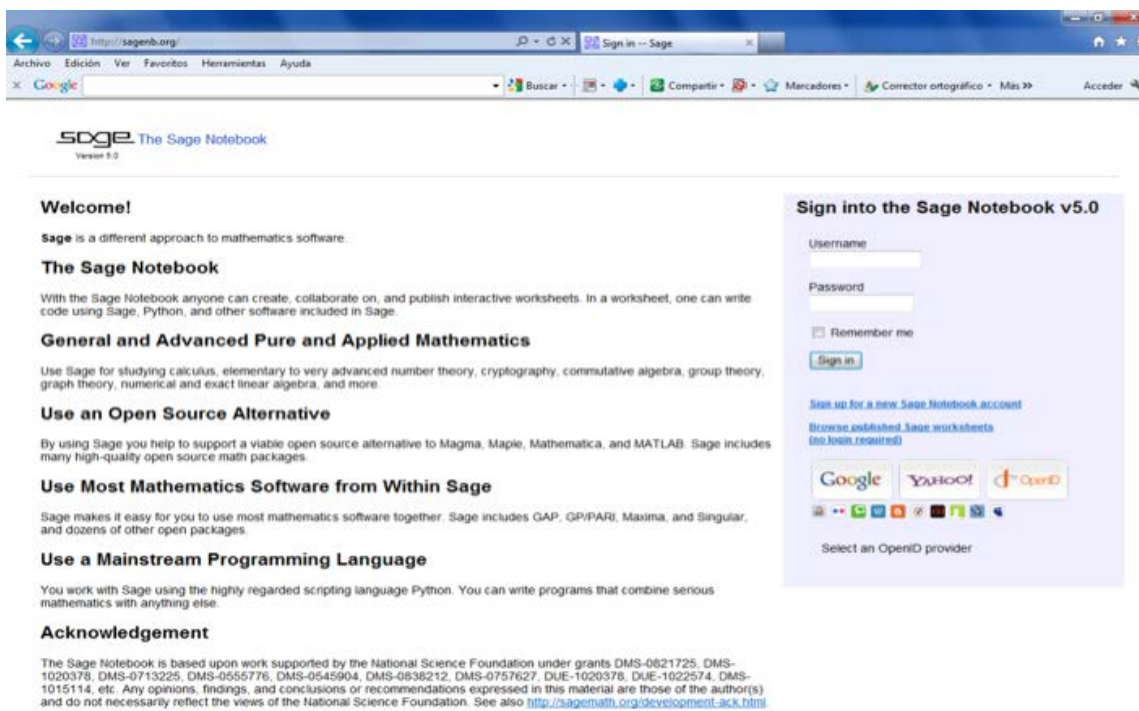 http://sagenb.org/
Sign in -- Sage
Archivo Edición Ver Favoritos Herramientas Ayuda
x Google Buscar Compartir Marcadores Corrector ortográfico Más >> Acceder
sage The Sage Notebook
Version 5.0
Welcome!
Sage is a different approach to mathematics software.
The Sage Notebook
With the Sage Notebook anyone can create, collaborate on, and publish interactive worksheets. In a worksheet, one can write
code using Sage, Python, and other software included in Sage.
General and Advanced Pure and Applied Mathematics
Use Sage for studying calculus, elementary to very advanced number theory, cryptography, commutative algebra, group theory,
graph theory, numerical and exact linear algebra, and more.
Use an Open Source Alternative
By using Sage you help to support a viable open source alternative to Magma, Maple, Mathematica, and MATLAB. Sage includes
many high-quality open source math packages.
Use Most Mathematics Software from Within Sage
Sage makes it easy for you to use most mathematics software together. Sage includes GAP, GP/PARI, Maxima, and Singular,
and dozens of other open packages.
Use a Mainstream Programming Language
You work with Sage using the highly regarded scripting language Python. You can write programs that combine serious
mathematics with anything else.
Acknowledgement
The Sage Notebook is based upon work supported by the National Science Foundation under grants DMS-0821725, DMS-
1020378, DMS-0713225, DMS-0555776, DMS-0545904, DMS-0838212, DMS-0757627, DUE-1020378, DUE-1022574, DMS-
1015114, etc. Any opinions, findings, and conclusions or recommendations expressed in this material are those of the author(s)
and do not necessarily reflect the views of the National Science Foundation. See also http://sagemath.org/development-ack.html.
Sign into the Sage Notebook v5.0
Username
Password
Remember me
Sign in
Sign up for a new Sage Notebook account
Browse published Sage worksheets
(no login required)
Google YAHOO! OpenID
Select an OpenID provider